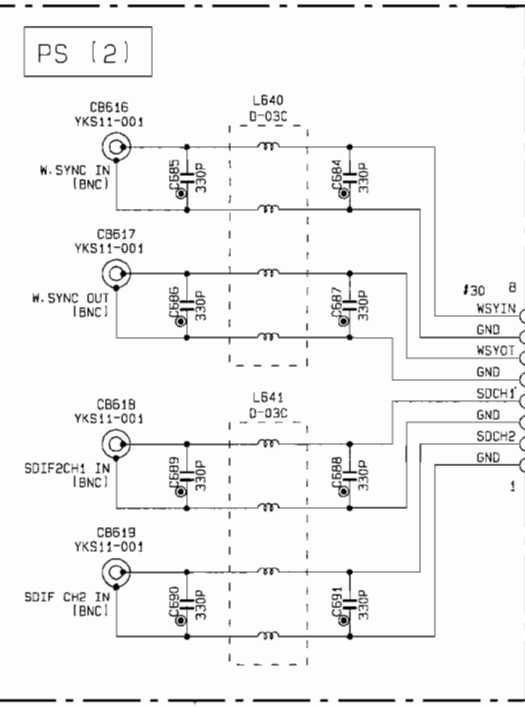 PS (2)
CB616
YKS11-001
W.SYNC IN
(BNC)
C685
330P
L640
D-03C
C684
330P
CB617
YKS11-001
W.SYNC OUT
(BNC)
C686
330P
C687
330P
#30
8
WSYIN
GND
WSYOT
GND
SDCH1
GND
SDCH2
GND
1
CB618
YKS11-001
SDIF2CH1 IN
(BNC)
C689
330P
L641
D-03C
C688
330P
CB619
YKS11-001
SDIF CH2 IN
(BNC)
C690
330P
C691
330P